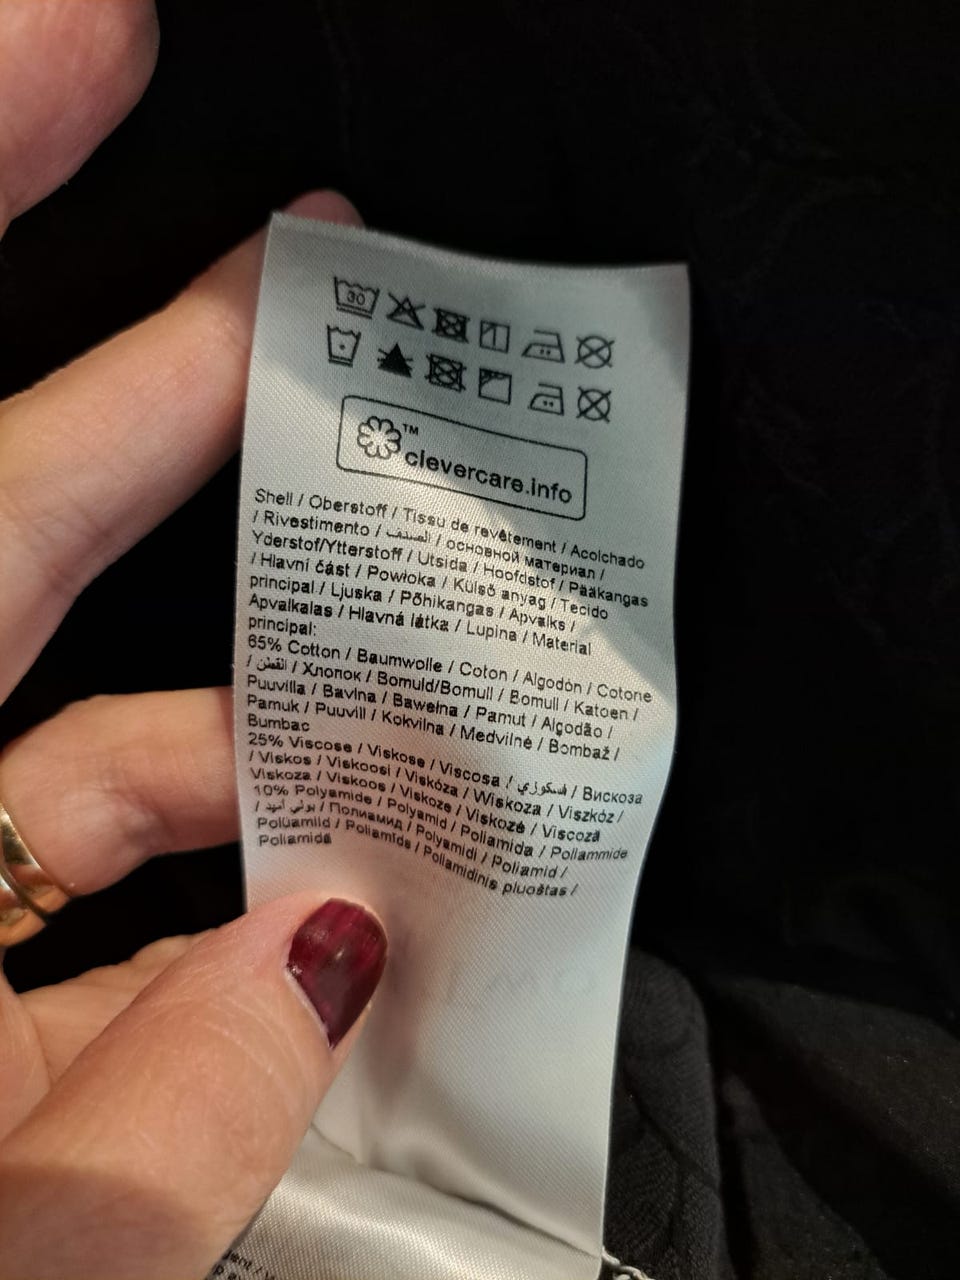 30
™
clevercare.info
Shell / Oberstoff / Tissu de revêtement / Acolchado
/ Rivestimento / الصدف / основной материал /
Yderstof/Ytterstoff / Utsida / Hoofdstof / Pääkangas
/ Hlavní část / Powłoka / Külső anyag / Tecido
principal / Ljuska / Põhikangas / Apvalks /
Apvalkalas / Hlavná látka / Lupina / Material
principal:
65% Cotton / Baumwolle / Coton / Algodón / Cotone
/ القطن / Хлопок / Bomuld/Bomull / Bomull / Katoen /
Puuvilla / Bavlna / Bawełna / Pamut / Algodão /
Pamuk / Puuvill / Kokvilna / Medvilnė / Bombaž /
Bumbac
25% Viscose / Viskose / Viscosa / فسكوزي / Вискоза
/ Viskos / Viskoosi / Viskóza / Wiskoza / Viszkóz /
Viskoza / Viskoos / Viskoze / Viskozė / Viscoză
10% Polyamide / Polyamid / Poliamida / Poliammide
/ بولي أميد / Полиамид / Polyamidi / Poliamid /
Polüamiid / Poliamīds / Poliamidinis pluoštas /
Poliamidă